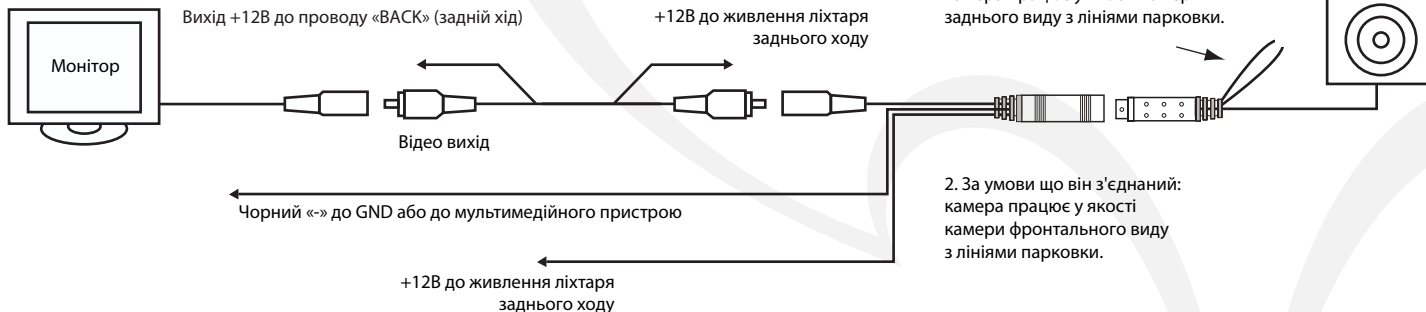 Вихід +12В до проводу «BACK» (задній хід)
+12В до живлення ліхтаря
заднього ходу
заднього виду з лініями парковки.
Монітор
Відео вихід
Чорний «-» до GND або до мультимедійного пристрою
+12В до живлення ліхтаря
заднього ходу
2. За умови що він з'єднаний:
камера працює у якості
камери фронтального виду
з лініями парковки.